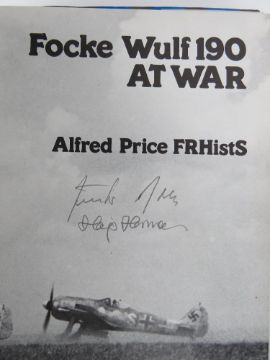 Focke Wulf 190
AT WAR
Alfred Price FRHistS